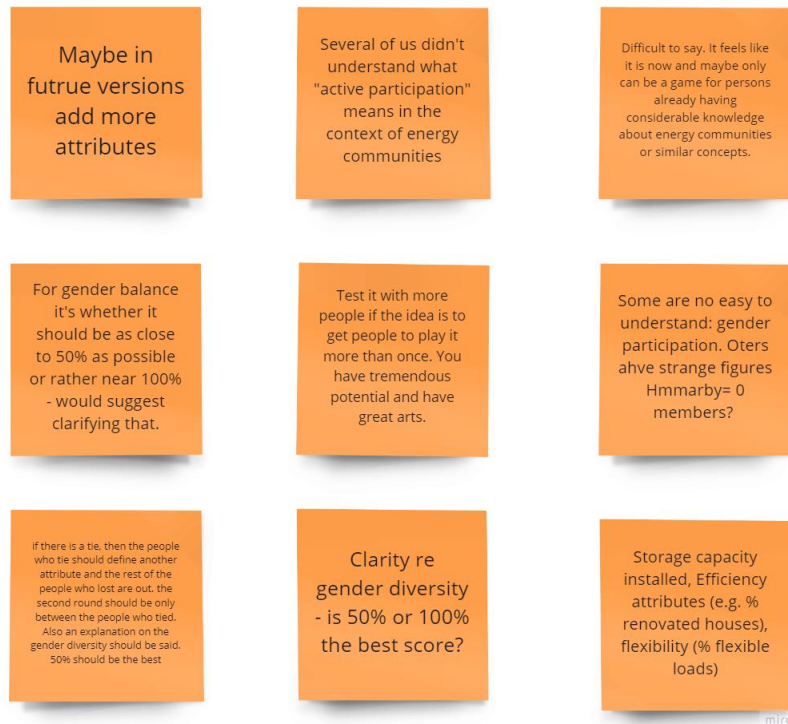 Maybe in
futrue versions
add more
attributes
Several of us didn't
understand what
"active participation"
means in the
context of energy
communities
Difficult to say. It feels like
it is now and maybe only
can be a game for persons
already having
considerable knowledge
about energy communities
or similar concepts.
For gender balance
it's whether it
should be as close
to 50% as possible
or rather near 100%
- would suggest
clarifying that.
Test it with more
people if the idea is to
get people to play it
more than once. You
have tremendous
potential and have
great arts.
Some are no easy to
understand: gender
participation. Oters
ahve strange figures
Hmmarby= 0
members?
if there is a tie, then the people
who tie should define another
attribute and the rest of the
people who lost are out. the
second round should be only
between the people who tied.
Also an explanation on the
gender diversity should be said.
50% should be the best
Clarity re
gender diversity
- is 50% or 100%
the best score?
Storage capacity
installed, Efficiency
attributes (e.g. %
renovated houses),
flexibility (% flexible
loads)
miro